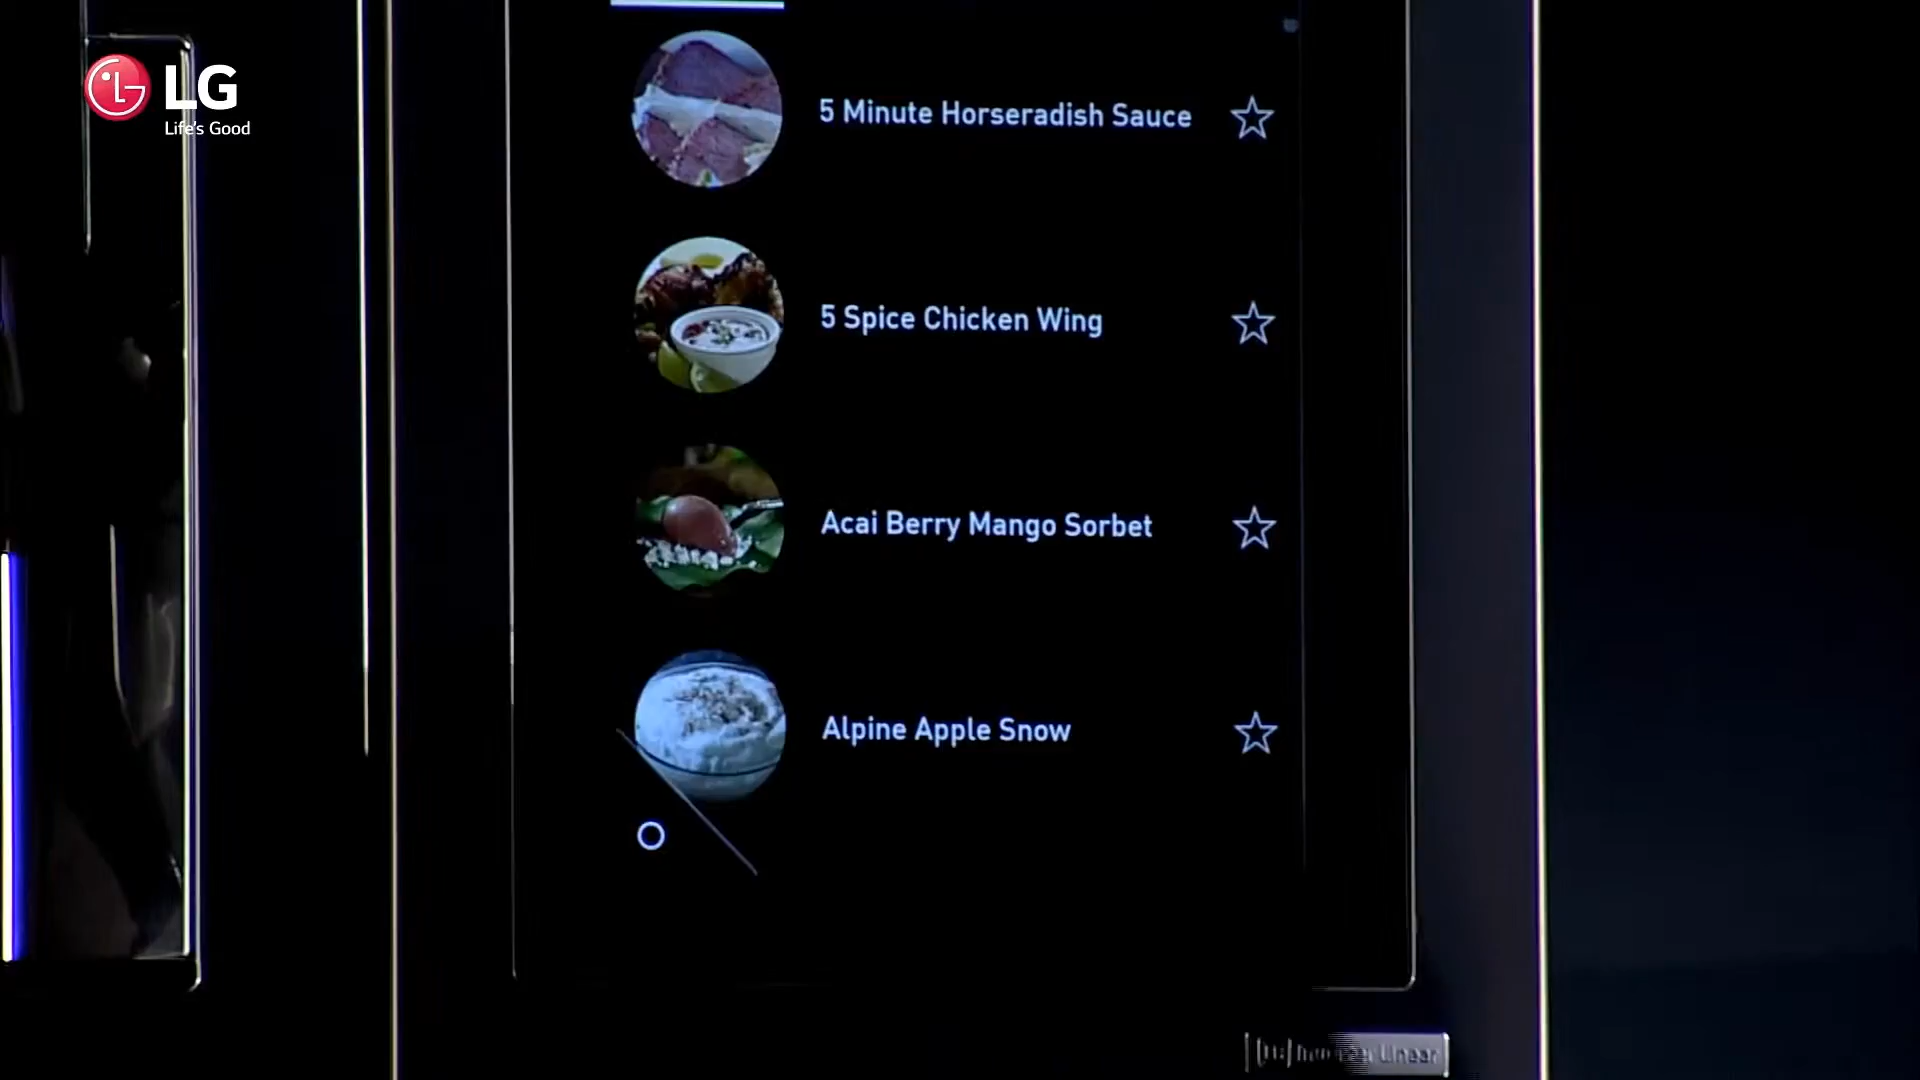 LG
Life's Good
5 Minute Horseradish Sauce
5 Spice Chicken Wing
Acai Berry Mango Sorbet
Alpine Apple Snow
Linear